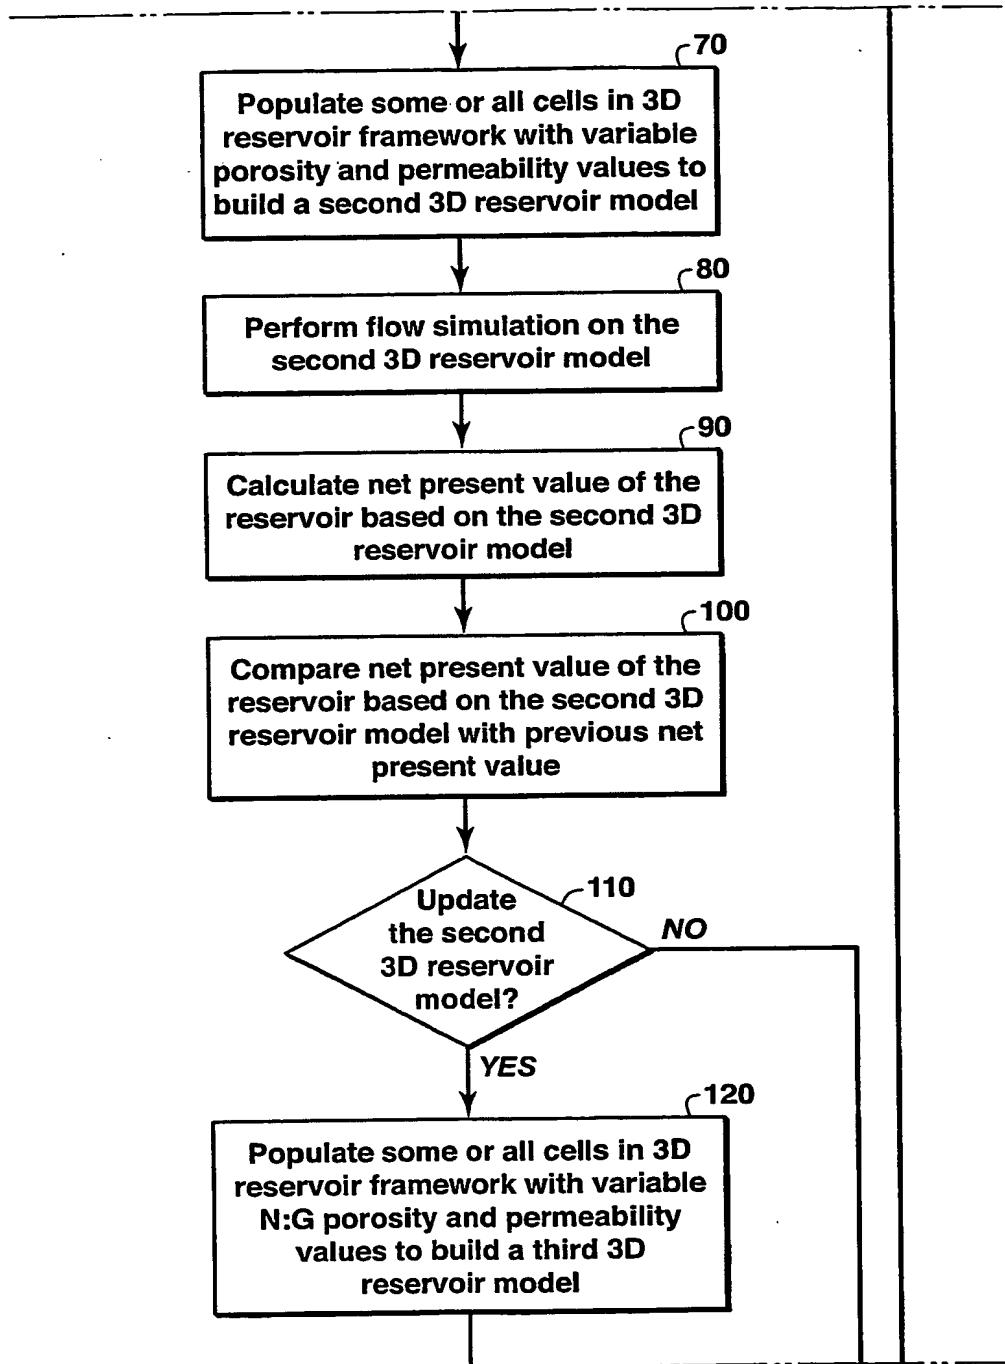 70
Populate some or all cells in 3D
reservoir framework with variable
porosity and permeability values to
build a second 3D reservoir model
80
Perform flow simulation on the
second 3D reservoir model
90
Calculate net present value of the
reservoir based on the second 3D
reservoir model
100
Compare net present value of the
reservoir based on the second 3D
reservoir model with previous net
present value
110
Update
the second
3D reservoir
model?
NO
YES
120
Populate some or all cells in 3D
reservoir framework with variable
N:G porosity and permeability
values to build a third 3D
reservoir model